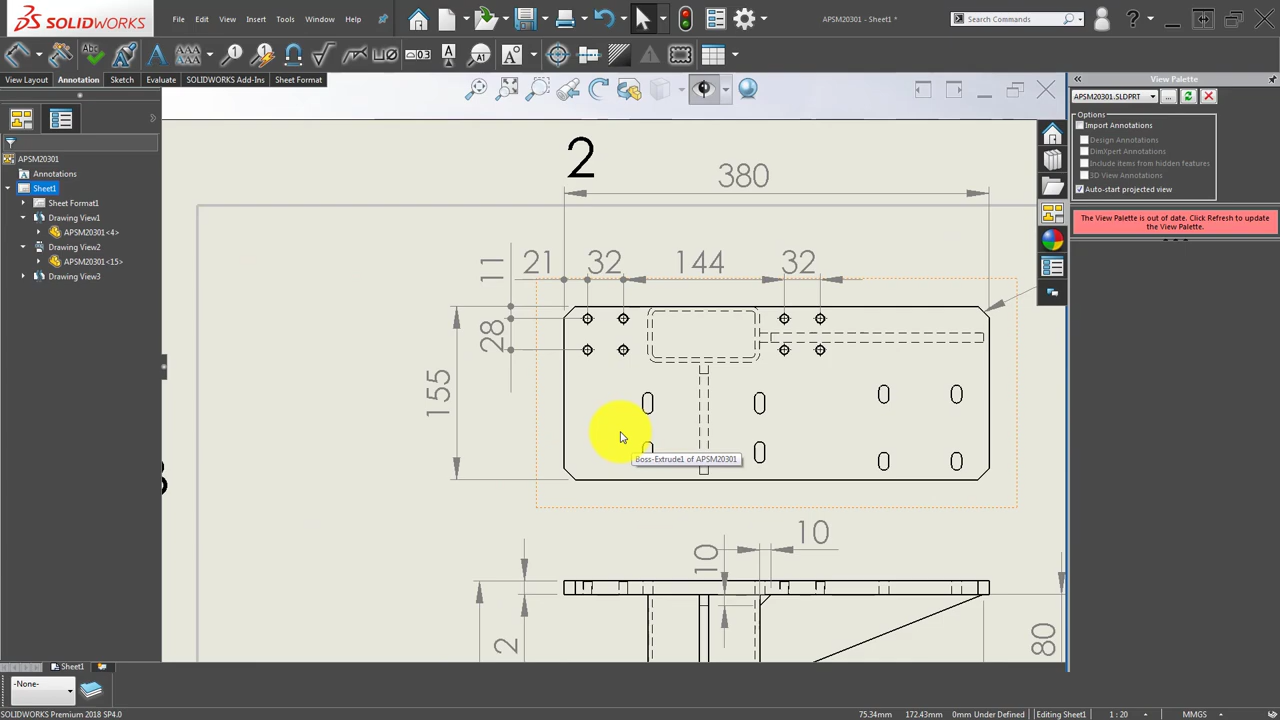 SOLIDWORKS
File
Edit
View
Insert
Tools
Window
Help
APSM20301 - Sheet1 *
Search Commands
View Layout
Annotation
Sketch
Evaluate
SOLIDWORKS Add-Ins
Sheet Format
View Palette
APSM20301.SLDPRT
Options
Import Annotations
Design Annotations
DimXpert Annotations
Include items from hidden features
3D View Annotations
Auto-start projected view
The View Palette is out of date. Click Refresh to update
the View Palette.
APSM20301
Annotations
Sheet1
Sheet Format1
Drawing View1
APSM20301<4>
Drawing View2
APSM20301<15>
Drawing View3
2
380
11
21
32
144
32
28
155
Boss-Extrude1 of APSM20301
10
10
2
80
Sheet1
-None-
SOLIDWORKS Premium 2018 SP4.0
75.34mm
172.43mm
0mm
Under Defined
Editing Sheet1
1 : 20
MMGS